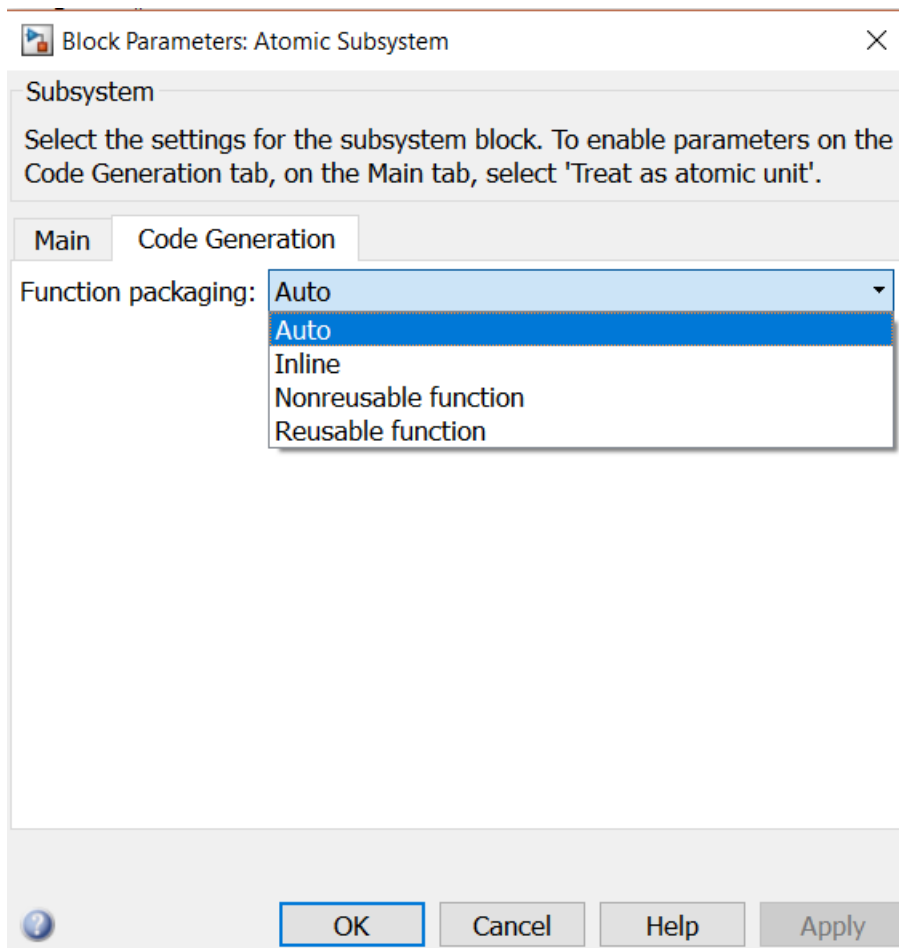 Block Parameters: Atomic Subsystem
Subsystem
Select the settings for the subsystem block. To enable parameters on the
Code Generation tab, on the Main tab, select 'Treat as atomic unit'.
Main Code Generation
Function packaging: Auto
Auto
Inline
Nonreusable function
Reusable function
OK Cancel Help Apply